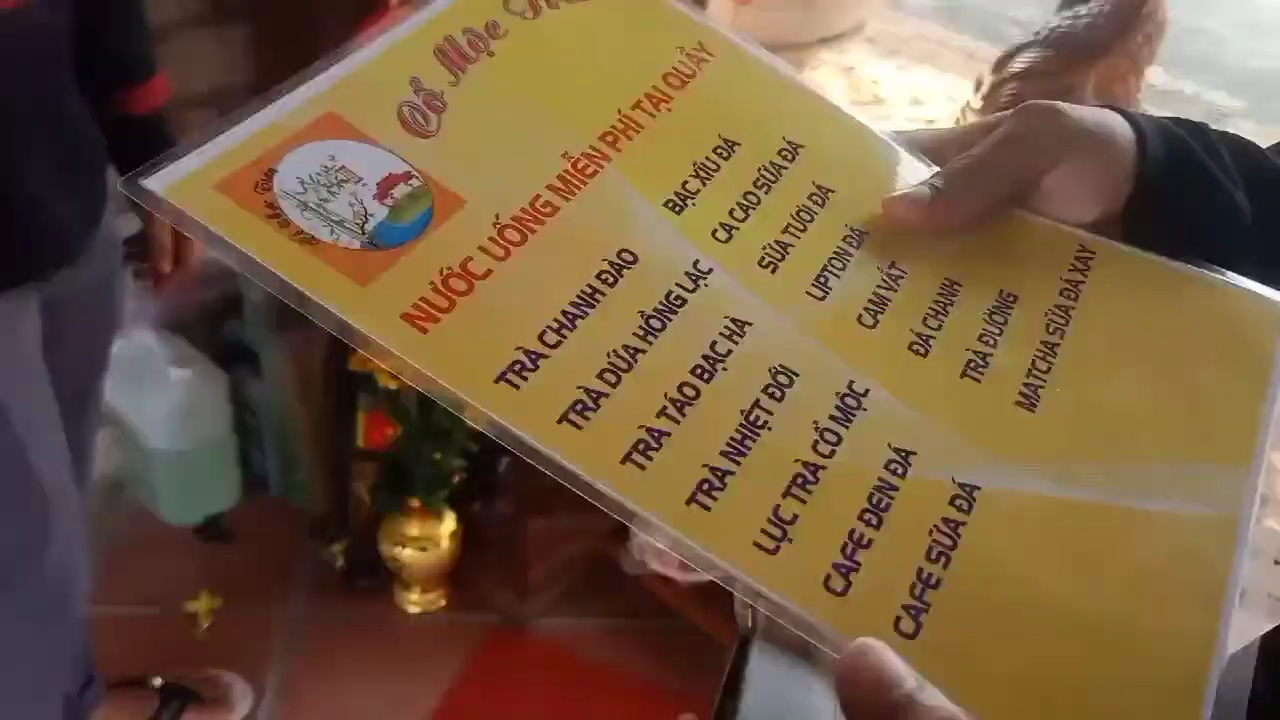 Cổ Mộc
NƯỚC UỐNG MIỄN PHÍ TẠI QUẦY
TRÀ CHANH ĐÀO
TRÀ DỨA HỒNG LẠC
TRÀ TÁO BẠC HÀ
TRÀ NHIỆT ĐỚI
LỤC TRÀ CỔ MỘC
CAFE ĐEN ĐÁ
CAFE SỮA ĐÁ
BẠC XÍU ĐÁ
CA CAO SỮA ĐÁ
SỮA TƯƠI ĐÁ
LIPTON ĐÁ
CAM VẮT
ĐÁ CHANH
TRÀ ĐƯỜNG
MATCHA SỮA ĐÁ XAY